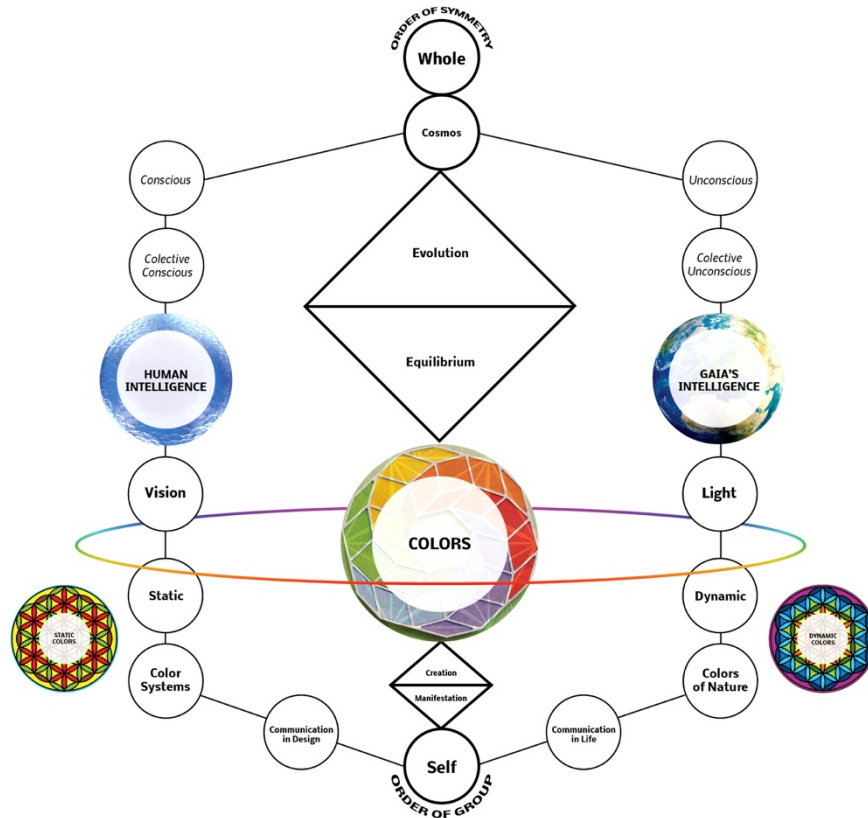 ORDER OF SYMMETRY
Whole
Cosmos
Conscious
Unconscious
Colective
Conscious
Evolution
Colective
Unconscious
HUMAN
INTELLIGENCE
Equilibrium
GAIA'S
INTELLIGENCE
Vision
Light
COLORS
Static
Dynamic
STATIC
COLORS
DYNAMIC
COLORS
Color
Systems
Creation
Manifestation
Colors
of Nature
Communication
in Design
Communication
in Life
Self
ORDER OF GROUP